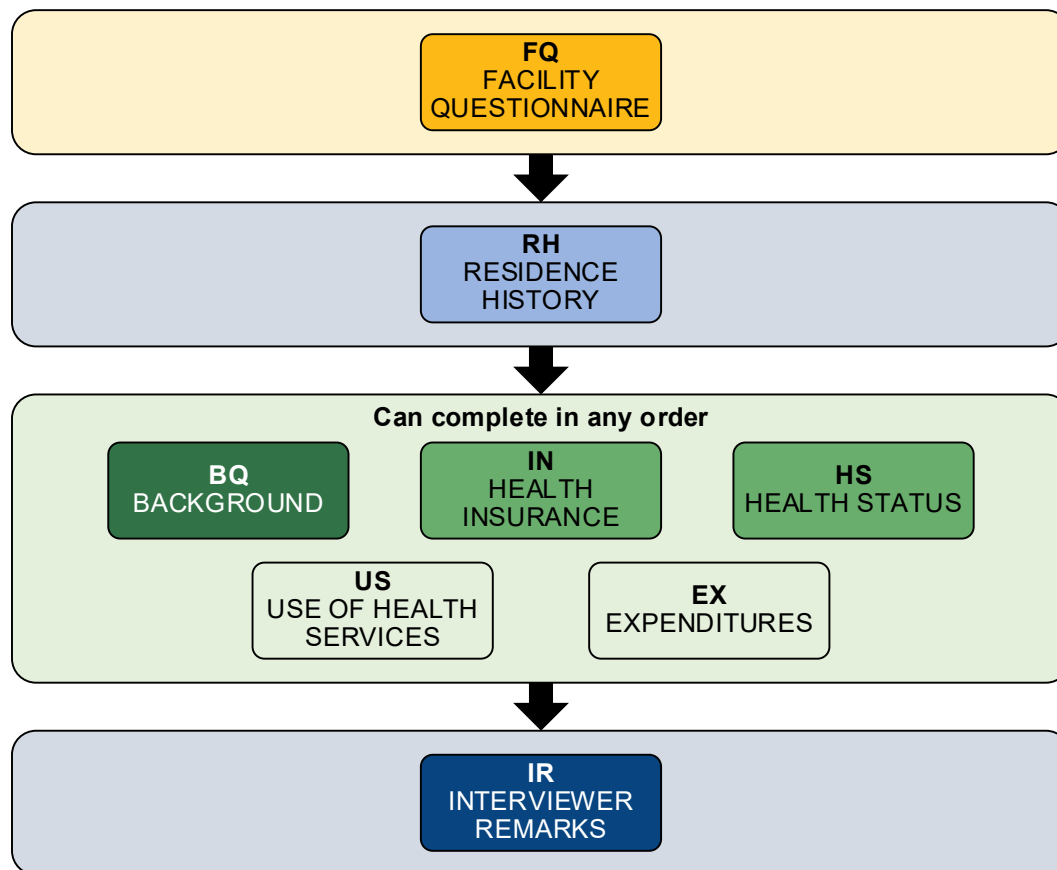 FQ
FACILITY
QUESTIONNAIRE
RH
RESIDENCE
HISTORY
Can complete in any order
BQ
BACKGROUND
IN
HEALTH
INSURANCE
HS
HEALTH STATUS
US
USE OF HEALTH
SERVICES
EX
EXPENDITURES
IR
INTERVIEWER
REMARKS